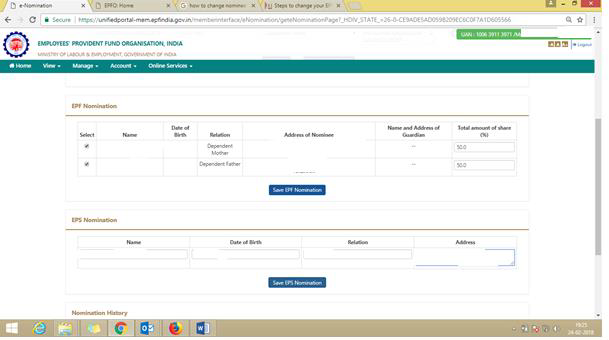 e-Nomination
EPFO: Home
how to change nominee
Steps to change your EP
Secure https://unifiedportal-mem.epfindia.gov.in/memberinterface/eNomination/geteNominationPage?_HDIV_STATE_=26-0-CE9ADE5AD059B209EC6C0F7A1D605566
EMPLOYEES' PROVIDENT FUND ORGANISATION, INDIA
MINISTRY OF LABOUR & EMPLOYMENT, GOVERNMENT OF INDIA
UAN : 1006 3911 3971
Logout
Home View Manage Account Online Services
EPF Nomination
Select Name Date of Birth Relation Address of Nominee Name and Address of Guardian Total amount of share (%)
Dependent Mother -- 50.0
Dependent Father -- 50.0
Save EPF Nomination
EPS Nomination
Name Date of Birth Relation Address
Save EPS Nomination
Nomination History
19:25
24-02-2018